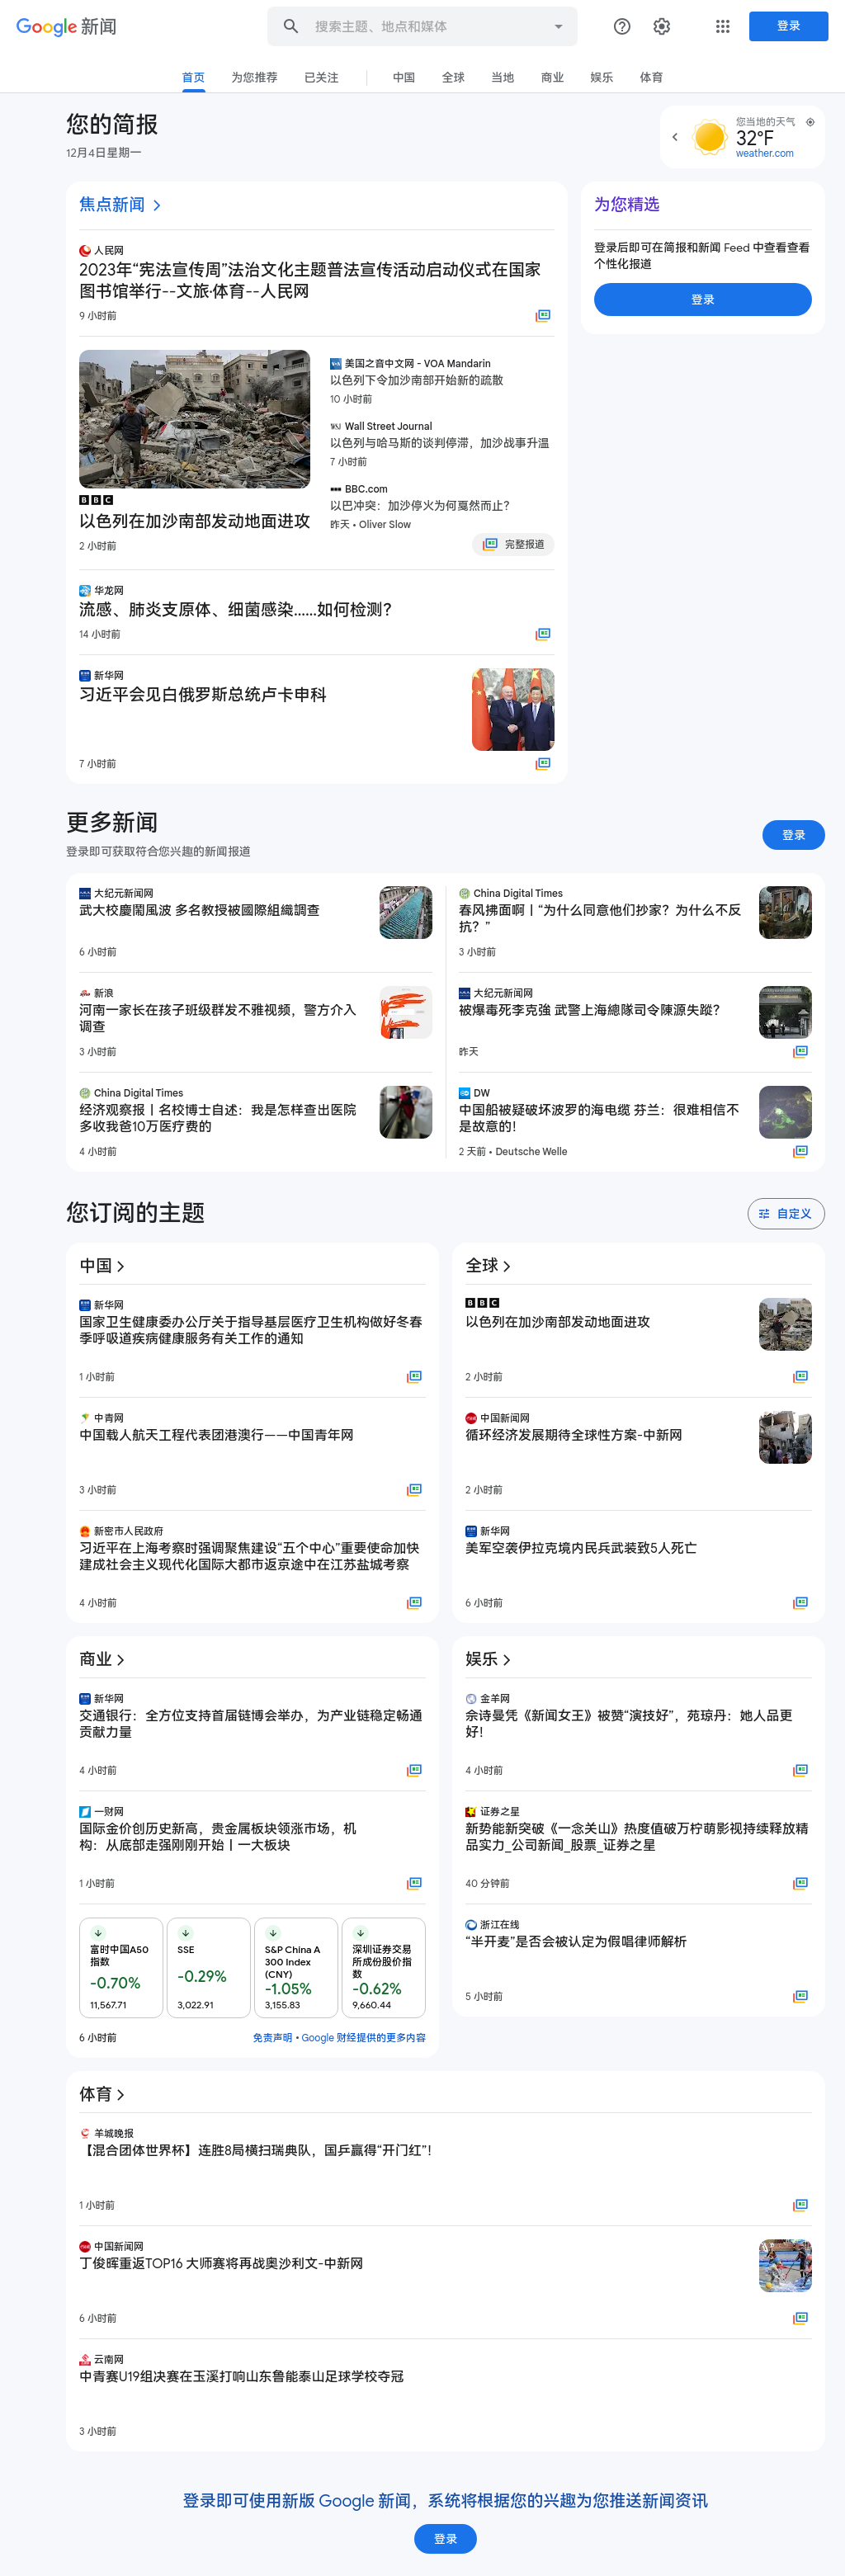 Google 新闻
搜索主题、地点和媒体
登录
首页
为您推荐
已关注
中国
全球
当地
商业
娱乐
体育
您的简报
12月4日星期一
您当地的天气
32°F
weather.com
焦点新闻
人民网
2023年“宪法宣传周”法治文化主题普法宣传活动启动仪式在国家
图书馆举行--文旅·体育--人民网
9 小时前
BBC
以色列在加沙南部发动地面进攻
2 小时前
美国之音中文网 - VOA Mandarin
以色列下令加沙南部开始新的疏散
10 小时前
Wall Street Journal
以色列与哈马斯的谈判停滞，加沙战事升温
7 小时前
BBC.com
以巴冲突：加沙停火为何戛然而止？
昨天 • Oliver Slow
完整报道
华龙网
流感、肺炎支原体、细菌感染……如何检测？
14 小时前
新华网
习近平会见白俄罗斯总统卢卡申科
7 小时前
为您精选
登录后即可在简报和新闻 Feed 中查看查看
个性化报道
登录
更多新闻
登录即可获取符合您兴趣的新闻报道
登录
大纪元新闻网
武大校慶鬧風波 多名教授被國際組織調查
6 小时前
新浪
河南一家长在孩子班级群发不雅视频，警方介入
调查
3 小时前
China Digital Times
经济观察报丨名校博士自述：我是怎样查出医院
多收我爸10万医疗费的
4 小时前
China Digital Times
春风拂面啊丨“为什么同意他们抄家？为什么不反
抗？”
3 小时前
大纪元新闻网
被爆毒死李克強 武警上海總隊司令陳源失蹤？
昨天
DW
中国船被疑破坏波罗的海电缆 芬兰：很难相信不
是故意的！
2 天前 • Deutsche Welle
您订阅的主题
自定义
中国
新华网
国家卫生健康委办公厅关于指导基层医疗卫生机构做好冬春
季呼吸道疾病健康服务有关工作的通知
1 小时前
中青网
中国载人航天工程代表团港澳行——中国青年网
3 小时前
新密市人民政府
习近平在上海考察时强调聚焦建设“五个中心”重要使命加快
建成社会主义现代化国际大都市返京途中在江苏盐城考察
4 小时前
全球
BBC
以色列在加沙南部发动地面进攻
2 小时前
中国新闻网
循环经济发展期待全球性方案-中新网
2 小时前
新华网
美军空袭伊拉克境内民兵武装致5人死亡
6 小时前
商业
新华网
交通银行：全方位支持首届链博会举办，为产业链稳定畅通
贡献力量
4 小时前
一财网
国际金价创历史新高，贵金属板块领涨市场，机
构：从底部走强刚刚开始丨一大板块
1 小时前
富时中国A50
指数
-0.70%
11,567.71
SSE
-0.29%
3,022.91
S&P China A
300 Index
(CNY)
-1.05%
3,155.83
深圳证券交易
所成份股价指
数
-0.62%
9,660.44
6 小时前
免责声明 • Google 财经提供的更多内容
娱乐
金羊网
佘诗曼凭《新闻女王》被赞“演技好”，苑琼丹：她人品更
好！
4 小时前
证券之星
新势能新突破《一念关山》热度值破万柠萌影视持续释放精
品实力_公司新闻_股票_证券之星
40 分钟前
浙江在线
“半开麦”是否会被认定为假唱律师解析
5 小时前
体育
羊城晚报
【混合团体世界杯】连胜8局横扫瑞典队，国乒赢得“开门红”！
1 小时前
中国新闻网
丁俊晖重返TOP16 大师赛将再战奥沙利文-中新网
6 小时前
云南网
中青赛U19组决赛在玉溪打响山东鲁能泰山足球学校夺冠
3 小时前
登录即可使用新版 Google 新闻，系统将根据您的兴趣为您推送新闻资讯
登录